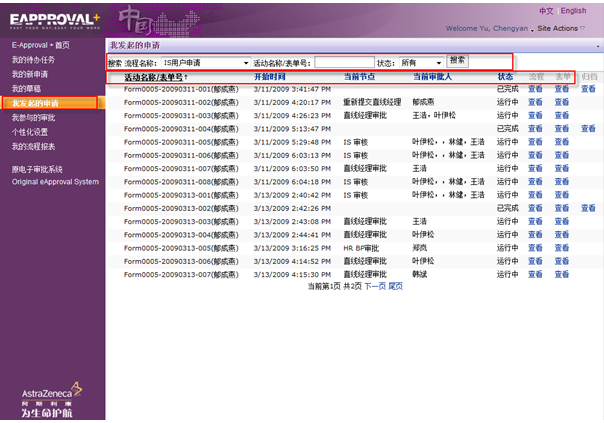 EAPPROVAL+
PAST YOUR DAY.EASY YOUR WORK
中国
中文 | English
Welcome Yu, Chengyan . Site Actions
E-Approval + 首页
我的待办任务
我的新申请
我的草稿
我发起的申请
我参与的审批
个性化设置
我的流程报表
原电子审批系统
Original eApproval System
AstraZeneca
阿斯利康
为生命护航
我发起的申请
搜索 流程名称： IS用户申请 活动名称/表单号： 状态： 所有 搜索
活动名称/表单号↑ 开始时间 当前节点 当前审批人 状态 流程 表单 归档
Form0005-20090311-001(郁成燕) 3/11/2009 3:41:47 PM 已完成 查看 查看 查看
Form0005-20090311-002(郁成燕) 3/11/2009 4:20:17 PM 重新提交直线经理 郁成燕 运行中 查看 查看
Form0005-20090311-003(郁成燕) 3/11/2009 4:26:23 PM 直线经理审批 王浩，叶伊松 运行中 查看 查看
Form0005-20090311-004(郁成燕) 3/11/2009 5:13:47 PM 已完成 查看 查看 查看
Form0005-20090311-005(郁成燕) 3/11/2009 5:29:48 PM IS 审核 叶伊松，，林健，王浩 运行中 查看 查看
Form0005-20090311-006(郁成燕) 3/11/2009 6:03:13 PM IS 审核 叶伊松，，林健，王浩 运行中 查看 查看
Form0005-20090311-007(郁成燕) 3/11/2009 6:03:50 PM 直线经理审批 王浩 运行中 查看 查看
Form0005-20090311-008(郁成燕) 3/11/2009 6:04:18 PM IS 审核 叶伊松，，林健，王浩 运行中 查看 查看
Form0005-20090313-001(郁成燕) 3/13/2009 2:40:42 PM IS 审核 叶伊松，，林健，王浩 运行中 查看 查看
Form0005-20090313-002(郁成燕) 3/13/2009 2:42:26 PM 已完成 查看 查看 查看
Form0005-20090313-003(郁成燕) 3/13/2009 2:43:08 PM 直线经理审批 王浩 运行中 查看 查看
Form0005-20090313-004(郁成燕) 3/13/2009 2:44:41 PM 直线经理审批 叶伊松 运行中 查看 查看
Form0005-20090313-005(郁成燕) 3/13/2009 3:16:25 PM HR BP审批 郑岚 运行中 查看 查看
Form0005-20090313-006(郁成燕) 3/13/2009 4:14:52 PM 直线经理审批 叶伊松 运行中 查看 查看
Form0005-20090313-007(郁成燕) 3/13/2009 4:15:30 PM 直线经理审批 韩斌 运行中 查看 查看
当前第1页 共2页 下一页 尾页